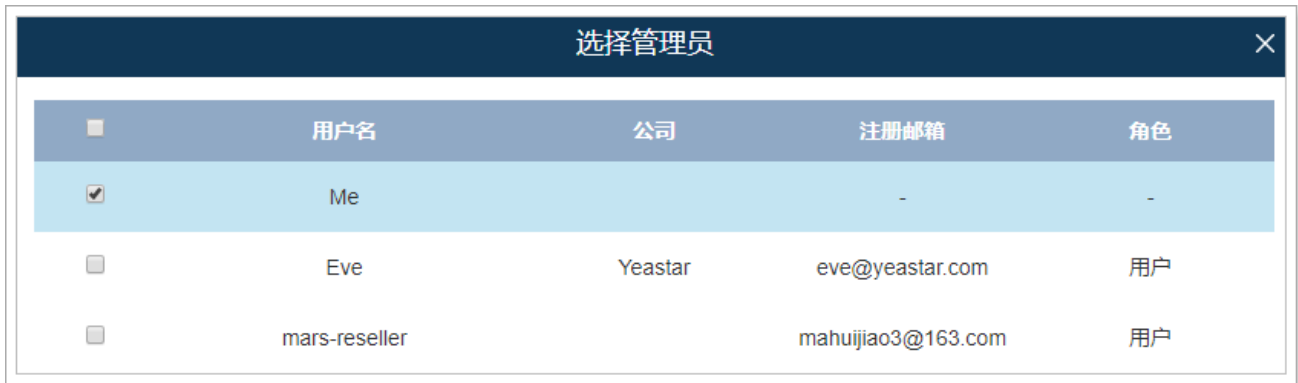 选择管理员
用户名 公司 注册邮箱 角色
Me - -
Eve Yeastar eve@yeastar.com 用户
mars-reseller mahuijiao3@163.com 用户